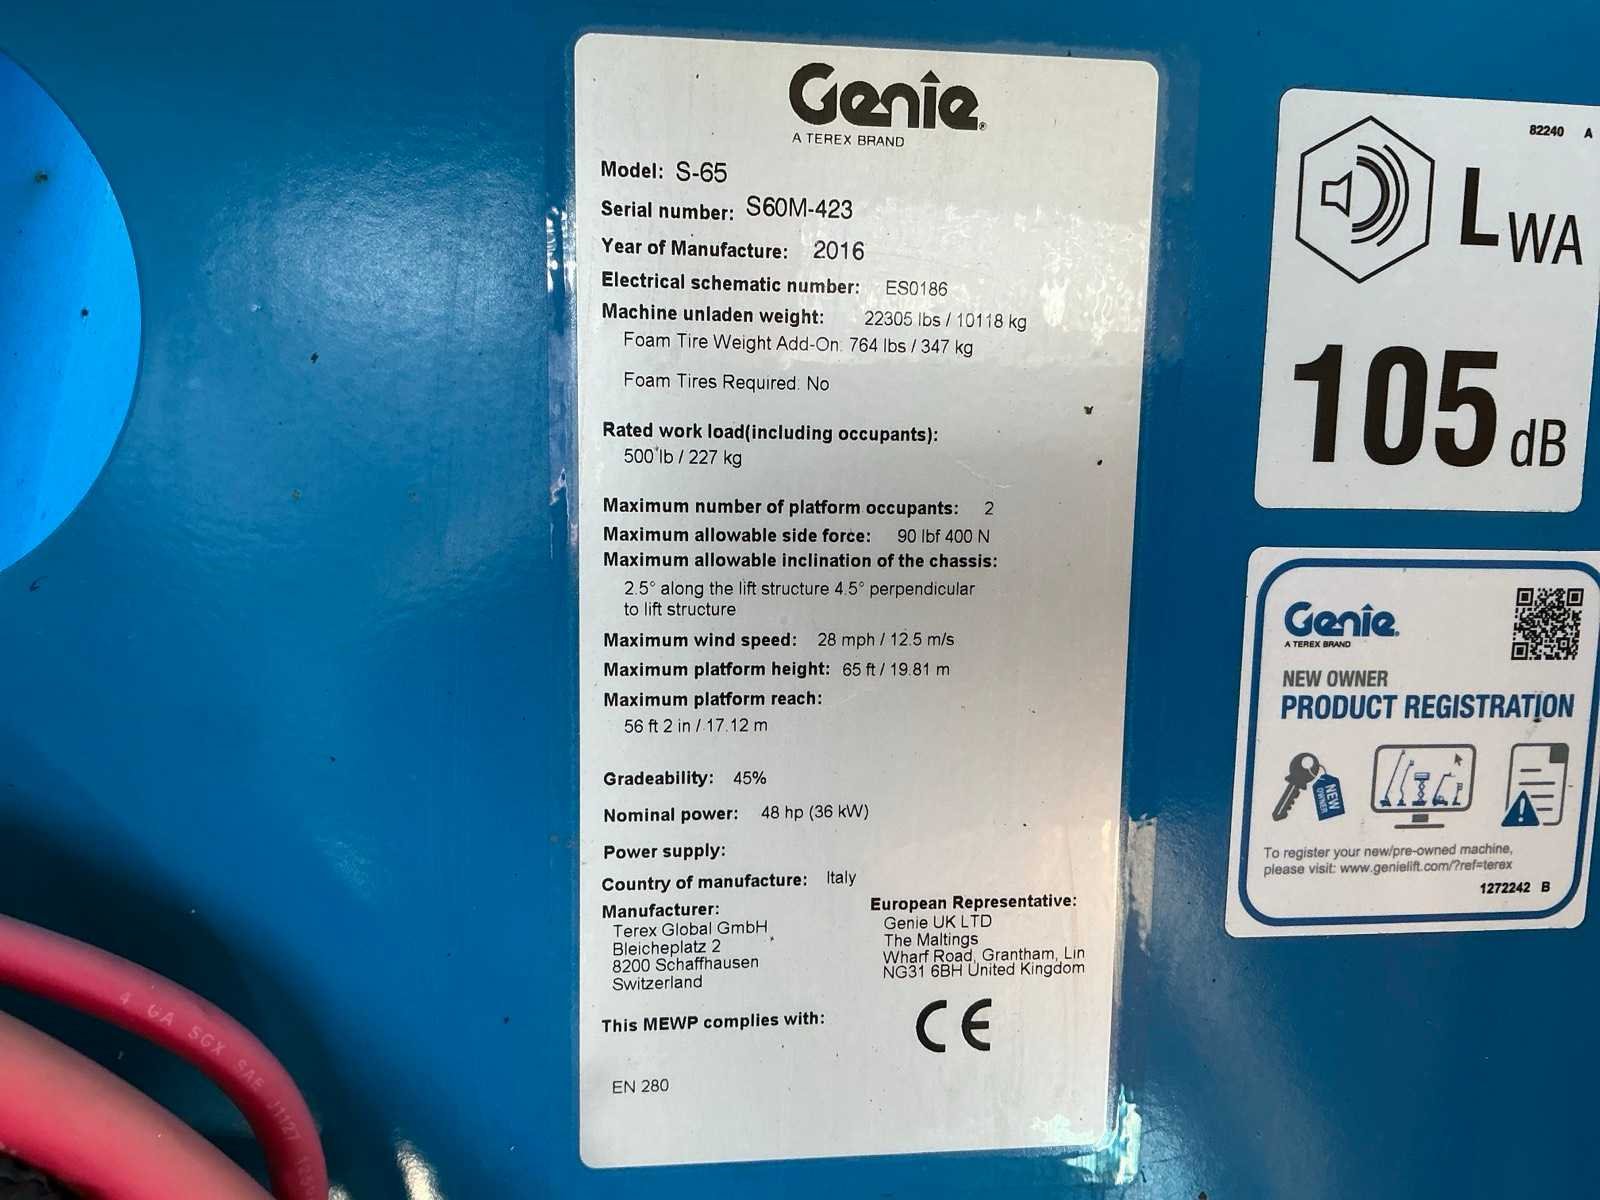 Genie
A TEREX BRAND
Model: S-65
Serial number: S60M-423
Year of Manufacture: 2016
Electrical schematic number: ES0186
Machine unladen weight: 22305 lbs / 10118 kg
Foam Tire Weight Add-On: 764 lbs / 347 kg
Foam Tires Required: No
Rated work load(including occupants):
500 lb / 227 kg
Maximum number of platform occupants: 2
Maximum allowable side force: 90 lbf 400 N
Maximum allowable inclination of the chassis:
2.5° along the lift structure 4.5° perpendicular
to lift structure
Maximum wind speed: 28 mph / 12.5 m/s
Maximum platform height: 65 ft / 19.81 m
Maximum platform reach:
56 ft 2 in / 17.12 m
Gradeability: 45%
Nominal power: 48 hp (36 kW)
Power supply:
Country of manufacture: Italy
Manufacturer:
Terex Global GmbH
Bleicheplatz 2
8200 Schaffhausen
Switzerland
European Representative:
Genie UK LTD
The Maltings
Wharf Road, Grantham, Lin
NG31 6BH United Kingdom
This MEWP complies with:
CE
EN 280
82240 A
LWA
105 dB
Genie
A TEREX BRAND
NEW OWNER
PRODUCT REGISTRATION
NEW OWNER
To register your new/pre-owned machine,
please visit: www.genielift.com/?ref=terex
1272242 B
4 GA SGX SAE J1127